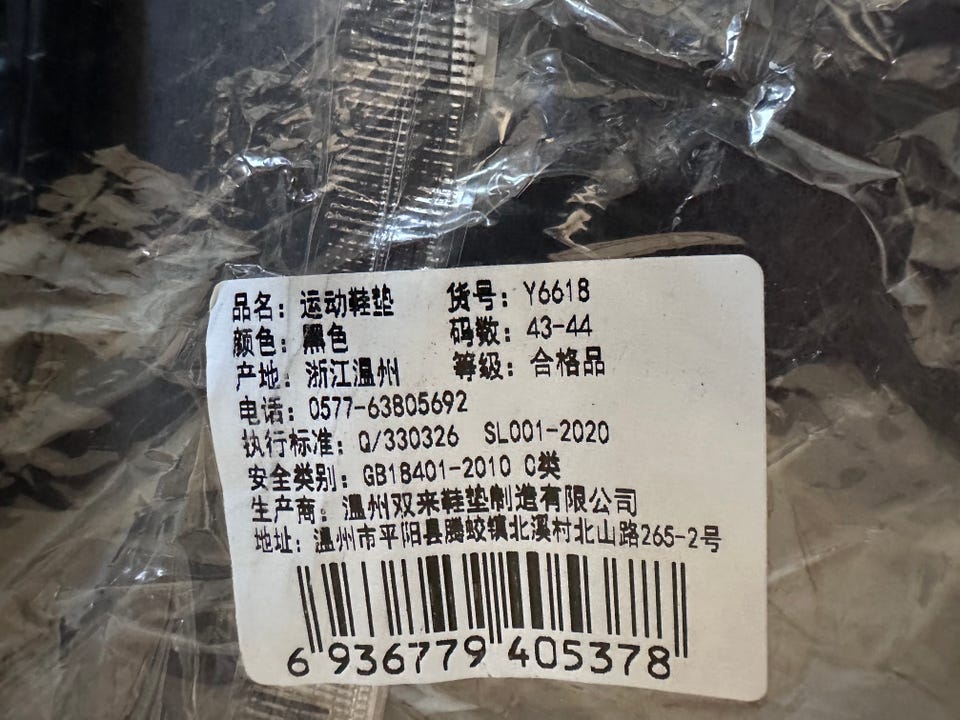 品名：运动鞋垫 货号：Y6618
颜色：黑色 码数：43-44
产地：浙江温州 等级：合格品
电话：0577-63805692
执行标准：Q/330326 SL001-2020
安全类别：GB18401-2010 C类
生产商：温州双来鞋垫制造有限公司
地址：温州市平阳县腾蛟镇北溪村北山路265-2号
6 936779 405378